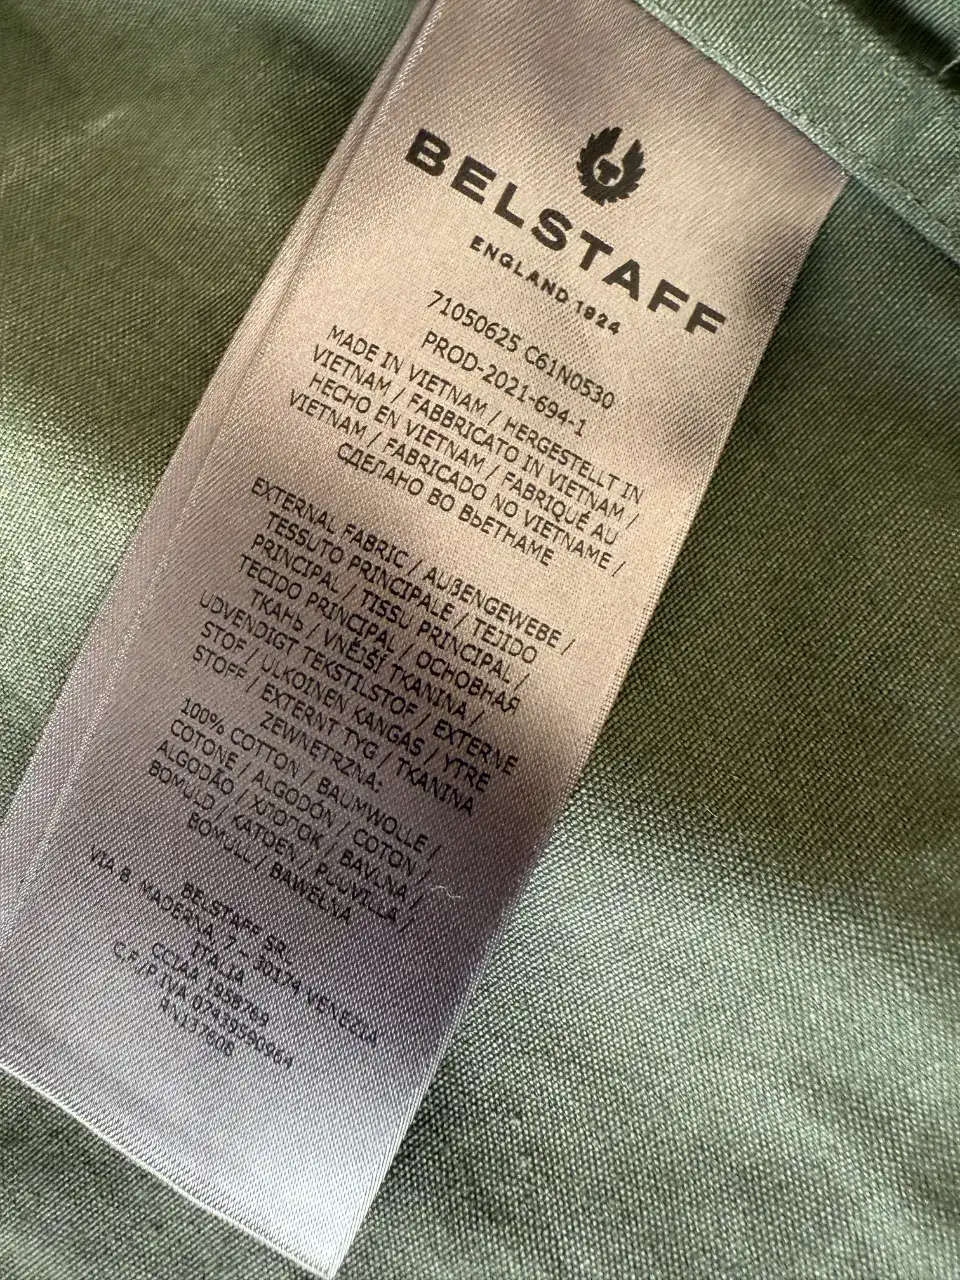 BELSTAFF
ENGLAND 1924
71050625 C61N0530
PROD-2021-694-1
MADE IN VIETNAM / HERGESTELLT IN
VIETNAM / FABBRICATO IN VIETNAM /
HECHO EN VIETNAM / FABRIQUÉ AU
VIETNAM / FABRICADO NO VIETNAME /
СДЕЛАНО ВО ВЬЕТНАМЕ
EXTERNAL FABRIC / AUßENGEWEBE /
TESSUTO PRINCIPALE / TEJIDO
PRINCIPAL / TISSU PRINCIPAL /
TECIDO PRINCIPAL / ОСНОВНАЯ
ТКАНЬ / VNĚJŠÍ TKANINA /
UDVENDIGT TEKSTILSTOF / EXTERNE
STOF / ULKOINEN KANGAS / YTRE
STOFF / EXTERNT TYG / TKANINA
ZEWNĘTRZNA:
100% COTTON / BAUMWOLLE /
COTONE / ALGODÓN / COTON /
ALGODÃO / ХЛОПОК / BAVLNA /
BOMULD / KATOEN / PUUVILLA /
BOMULL / BAWEŁNA
BELSTAFF SRL
VIA B. MADERNA, 7_ 30174 VENEZIA
ITALIA
CCIAA
C.F./P.IVA
RN137608